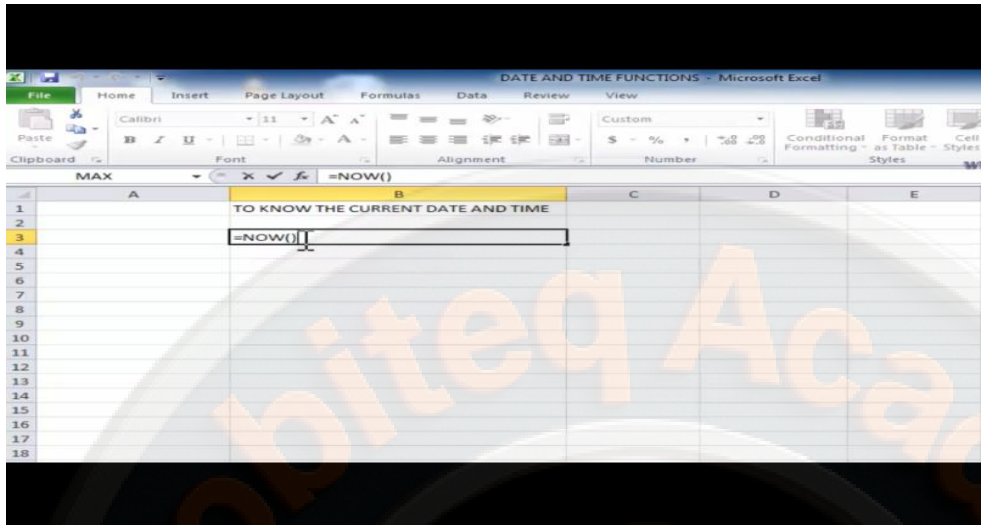 DATE AND TIME FUNCTIONS - Microsoft Excel
File Home Insert Page Layout Formulas Data Review View
Calibri 11 A A Custom
Paste B I U A $ % , Conditional Format Cell
Formatting as Table Styles
Clipboard Font Alignment Number Styles
MAX fx =NOW()
A B C D E
1 TO KNOW THE CURRENT DATE AND TIME
2
3 =NOW()
4
5
6
7
8
9
10
11
12
13
14
15
16
17
18
biteq Acad